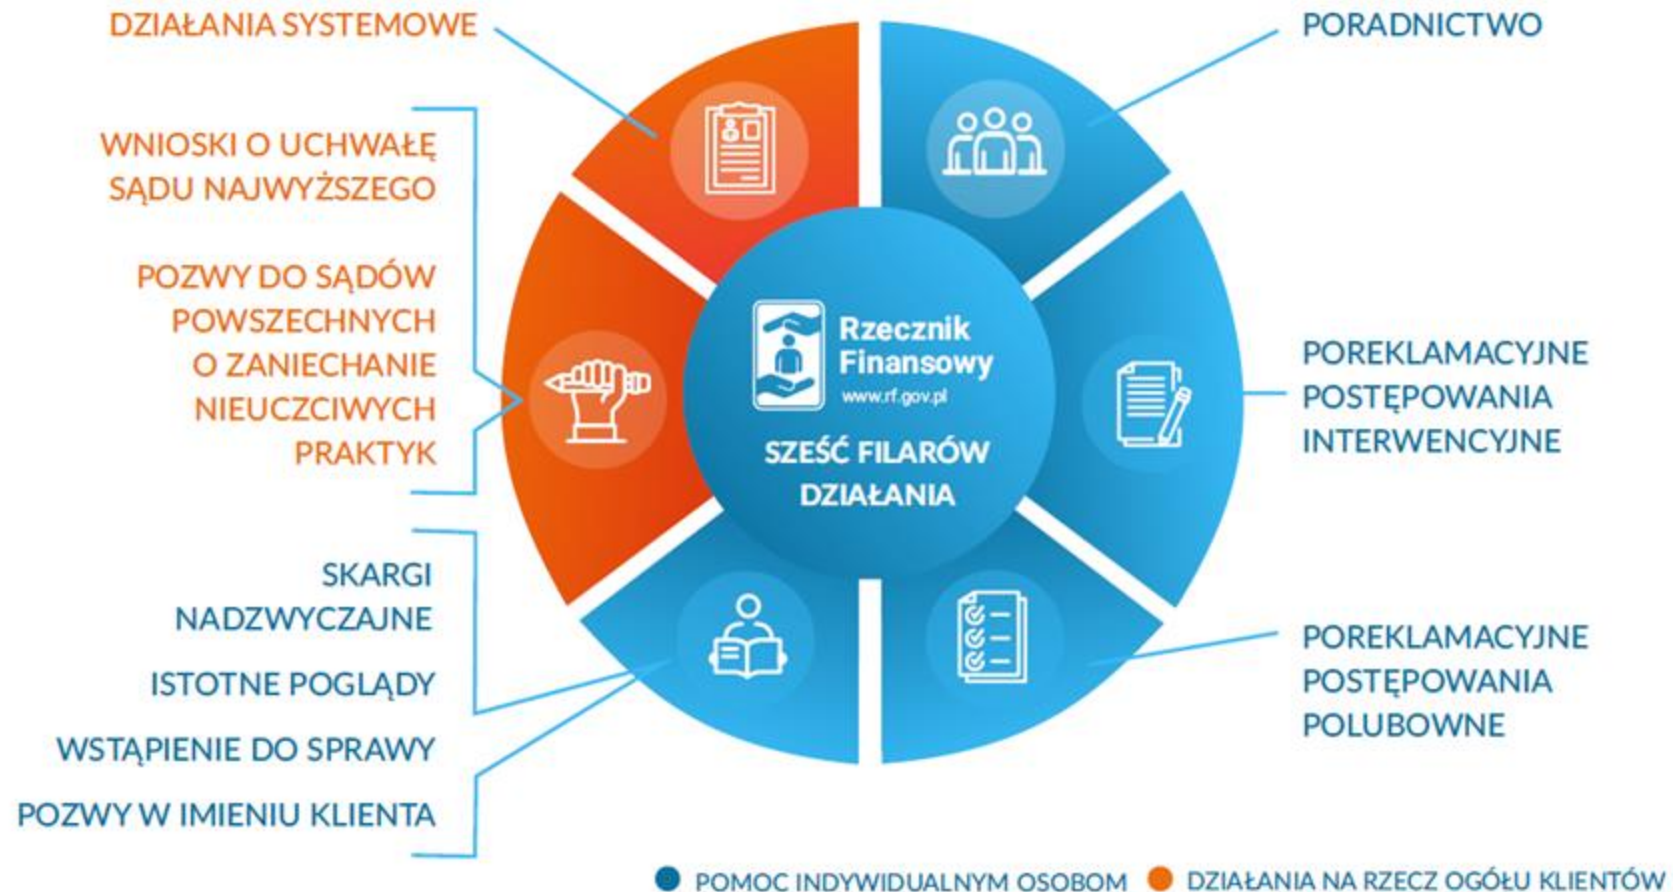 DZIAŁANIA SYSTEMOWE
WNIOSKI O UCHWAŁĘ
SĄDU NAJWYŻSZEGO
POZWY DO SĄDÓW
POWSZECHNYCH
O ZANIECHANIE
NIEUCZCIWYCH
PRAKTYK
SKARGI
NADZWYCZAJNE
ISTOTNE POGLĄDY
WSTĄPIENIE DO SPRAWY
POZWY W IMIENIU KLIENTA
Rzecznik
Finansowy
www.rf.gov.pl
SZEŚĆ FILARÓW
DZIAŁANIA
PORADNICTWO
POREKLAMACYJNE
POSTĘPOWANIA
INTERWENCYJNE
POREKLAMACYJNE
POSTĘPOWANIA
POLUBOWNE
POMOC INDYWIDUALNYM OSOBOM
DZIAŁANIA NA RZECZ OGÓŁU KLIENTÓW